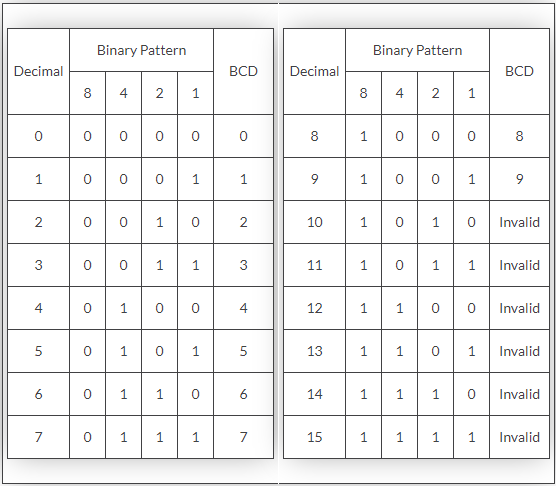 Decimal Binary Pattern BCD
8 4 2 1
0 0 0 0 0 0
1 0 0 0 1 1
2 0 0 1 0 2
3 0 0 1 1 3
4 0 1 0 0 4
5 0 1 0 1 5
6 0 1 1 0 6
7 0 1 1 1 7
Decimal Binary Pattern BCD
8 4 2 1
8 1 0 0 0 8
9 1 0 0 1 9
10 1 0 1 0 Invalid
11 1 0 1 1 Invalid
12 1 1 0 0 Invalid
13 1 1 0 1 Invalid
14 1 1 1 0 Invalid
15 1 1 1 1 Invalid